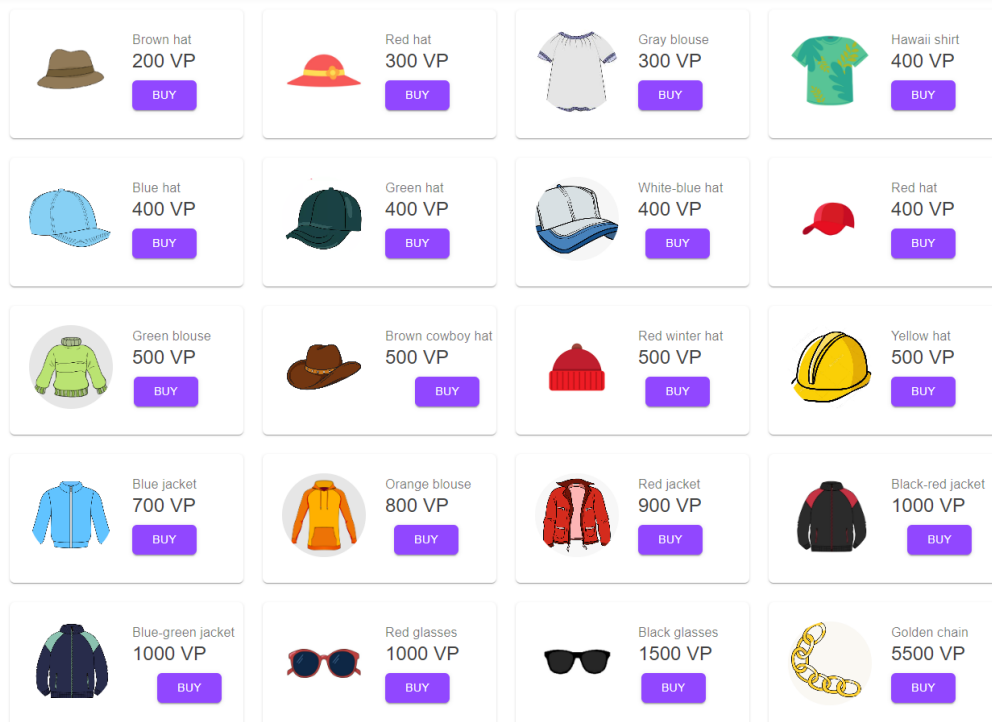 Brown hat
200 VP
BUY
Red hat
300 VP
BUY
Gray blouse
300 VP
BUY
Hawaii shirt
400 VP
BUY
Blue hat
400 VP
BUY
Green hat
400 VP
BUY
White-blue hat
400 VP
BUY
Red hat
400 VP
BUY
Green blouse
500 VP
BUY
Brown cowboy hat
500 VP
BUY
Red winter hat
500 VP
BUY
Yellow hat
500 VP
BUY
Blue jacket
700 VP
BUY
Orange blouse
800 VP
BUY
Red jacket
900 VP
BUY
Black-red jacket
1000 VP
BUY
Blue-green jacket
1000 VP
BUY
Red glasses
1000 VP
BUY
Black glasses
1500 VP
BUY
Golden chain
5500 VP
BUY